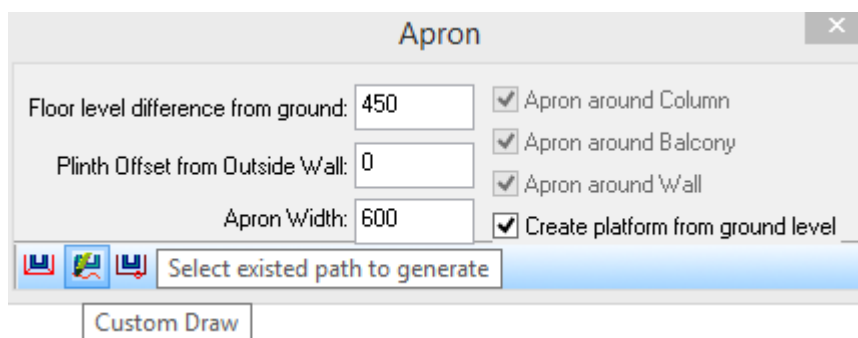 Apron
Floor level difference from ground: 450
Apron around Column
Plinth Offset from Outside Wall: 0
Apron around Balcony
Apron around Wall
Apron Width: 600
Create platform from ground level
Select existed path to generate
Custom Draw